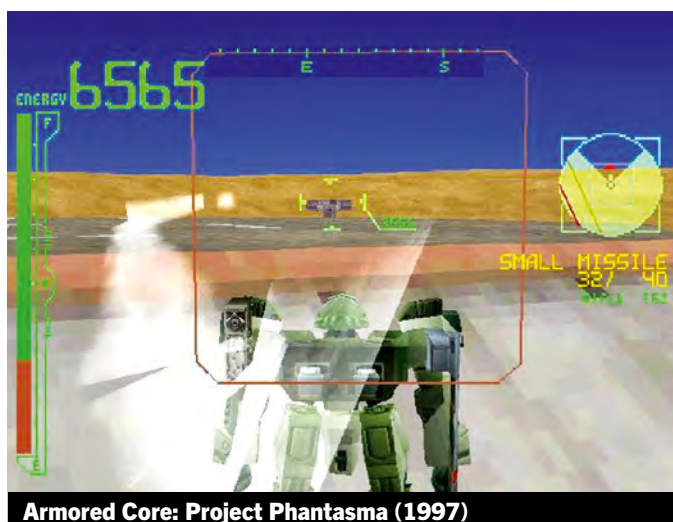 E S
ENERGY 6565
F
SMALL MISSILE
32/ 40
E
Armored Core: Project Phantasma (1997)